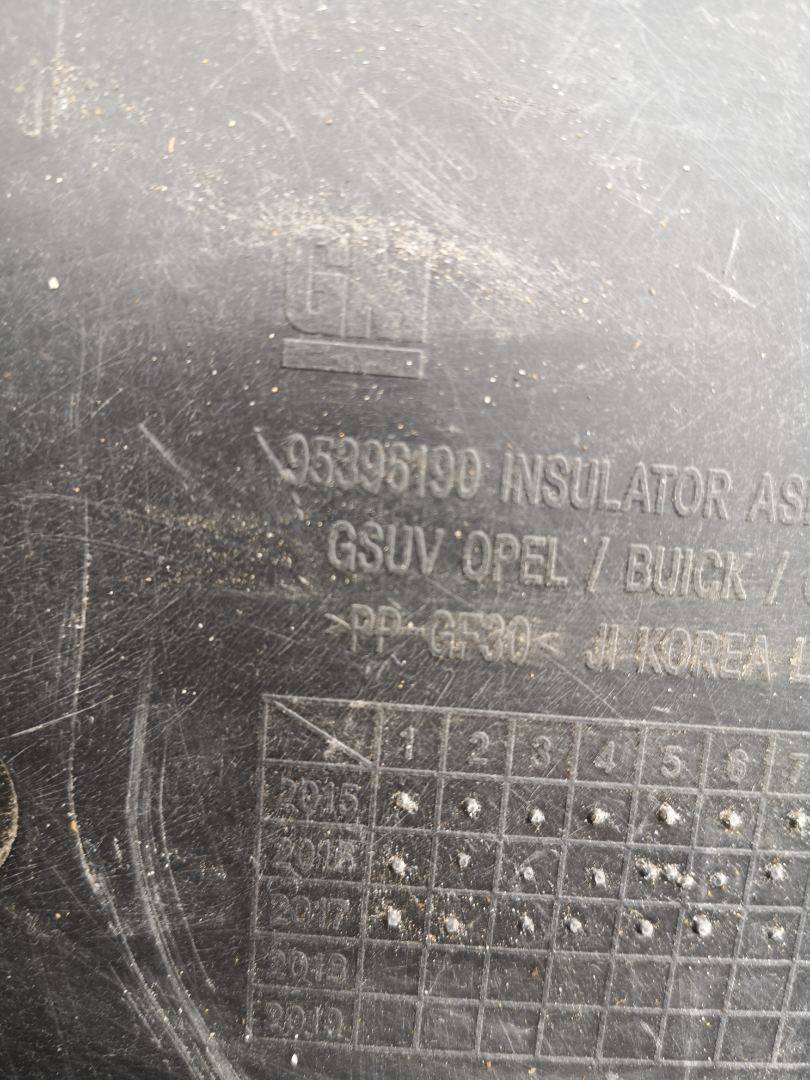 GM
95396190 INSULATOR AS
GSUV OPEL / BUICK /
>PP-GF30< JI KOREA L
1 2 3 4 5 6 7
2015
2016
2017
2018
2019